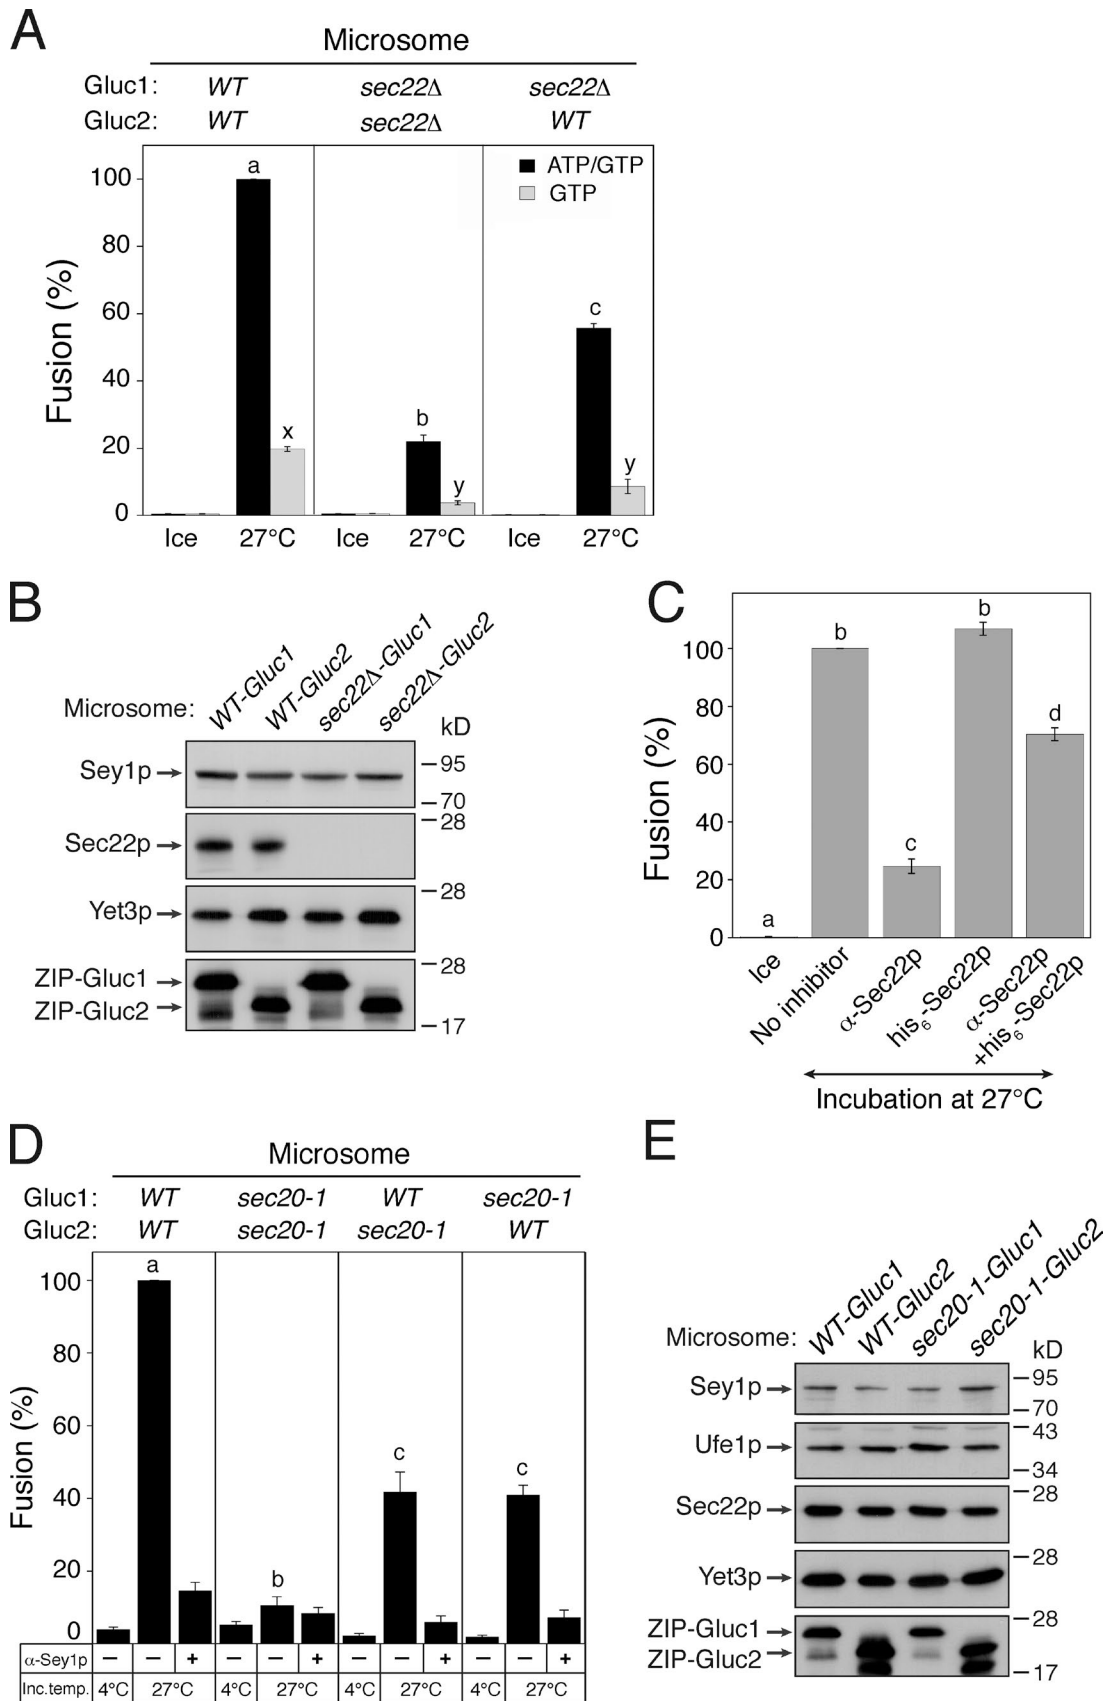 A
Microsome
Gluc1: WT sec22Δ sec22Δ
Gluc2: WT sec22Δ WT
ATP/GTP
GTP
Fusion (%)
100
80
60
40
20
0
a
x
b
y
c
y
Ice 27°C Ice 27°C Ice 27°C
B
Microsome: WT-Gluc1 WT-Gluc2 sec22Δ-Gluc1 sec22Δ-Gluc2
kD
Sey1p
95
70
Sec22p
28
Yet3p
28
ZIP-Gluc1
ZIP-Gluc2
28
17
C
Fusion (%)
100
80
60
40
20
0
a
b
c
b
d
Ice
No inhibitor
α-Sec22p
his6-Sec22p
α-Sec22p
+his6-Sec22p
Incubation at 27°C
D
Microsome
Gluc1: WT sec20-1 WT sec20-1
Gluc2: WT sec20-1 sec20-1 WT
Fusion (%)
100
80
60
40
20
0
a
b
c
c
α-Sey1p – – + – – + – – + – – +
Inc.temp. 4°C 27°C 4°C 27°C 4°C 27°C 4°C 27°C
E
Microsome: WT-Gluc1 WT-Gluc2 sec20-1-Gluc1 sec20-1-Gluc2
kD
Sey1p
95
70
Ufe1p
43
34
Sec22p
28
Yet3p
28
ZIP-Gluc1
ZIP-Gluc2
28
17